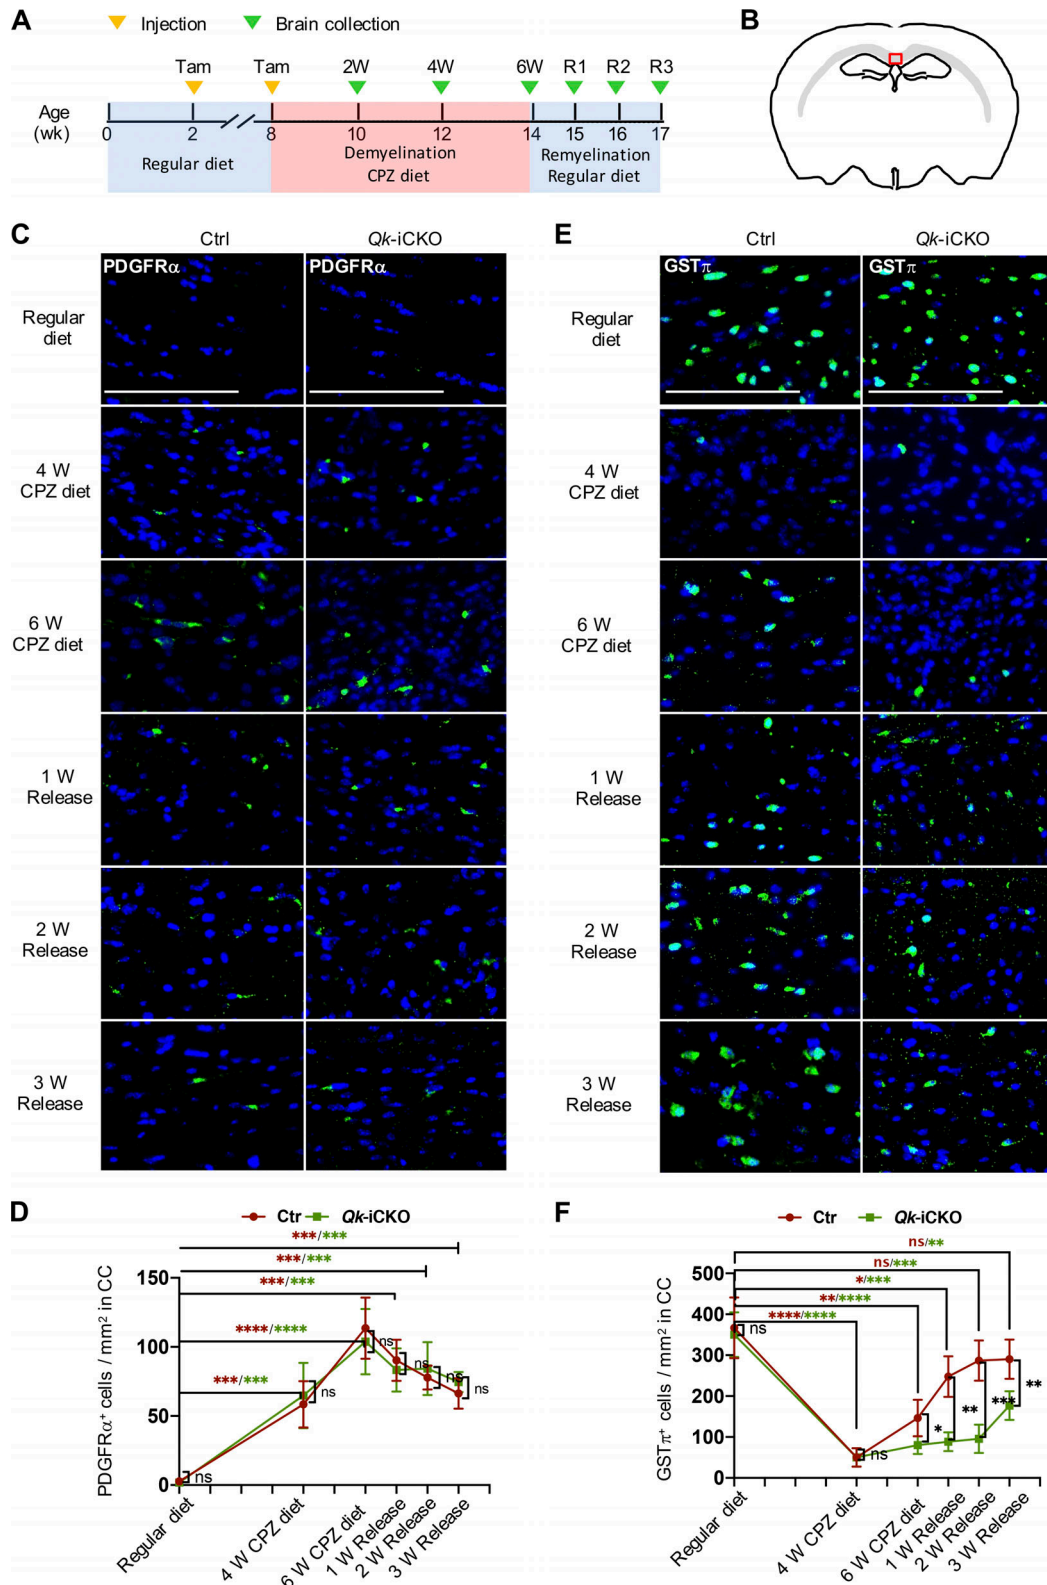 A
Injection
Brain collection
Tam
Tam
2W
4W
6W
R1
R2
R3
Age
(wk)
0
2
8
10
12
14
15
16
17
Regular diet
Demyelination
CPZ diet
Remyelination
Regular diet
B
C
Ctrl
Qk-iCKO
PDGFRα
PDGFRα
Regular
diet
4 W
CPZ diet
6 W
CPZ diet
1 W
Release
2 W
Release
3 W
Release
E
Ctrl
Qk-iCKO
GSTπ
GSTπ
Regular
diet
4 W
CPZ diet
6 W
CPZ diet
1 W
Release
2 W
Release
3 W
Release
D
Ctr
Qk-iCKO
***/***
***/***
***/***
****/****
***/***
PDGFRα⁺ cells / mm² in CC
150
100
50
0
ns
ns
ns
ns
ns
ns
Regular diet
4 W CPZ diet
6 W CPZ diet
1 W Release
2 W Release
3 W Release
F
Ctr
Qk-iCKO
ns/**
ns/***
*/***
**/****
****/****
GSTπ⁺ cells / mm² in CC
500
400
300
200
100
0
ns
ns
*
**
***
**
Regular diet
4 W CPZ diet
6 W CPZ diet
1 W Release
2 W Release
3 W Release